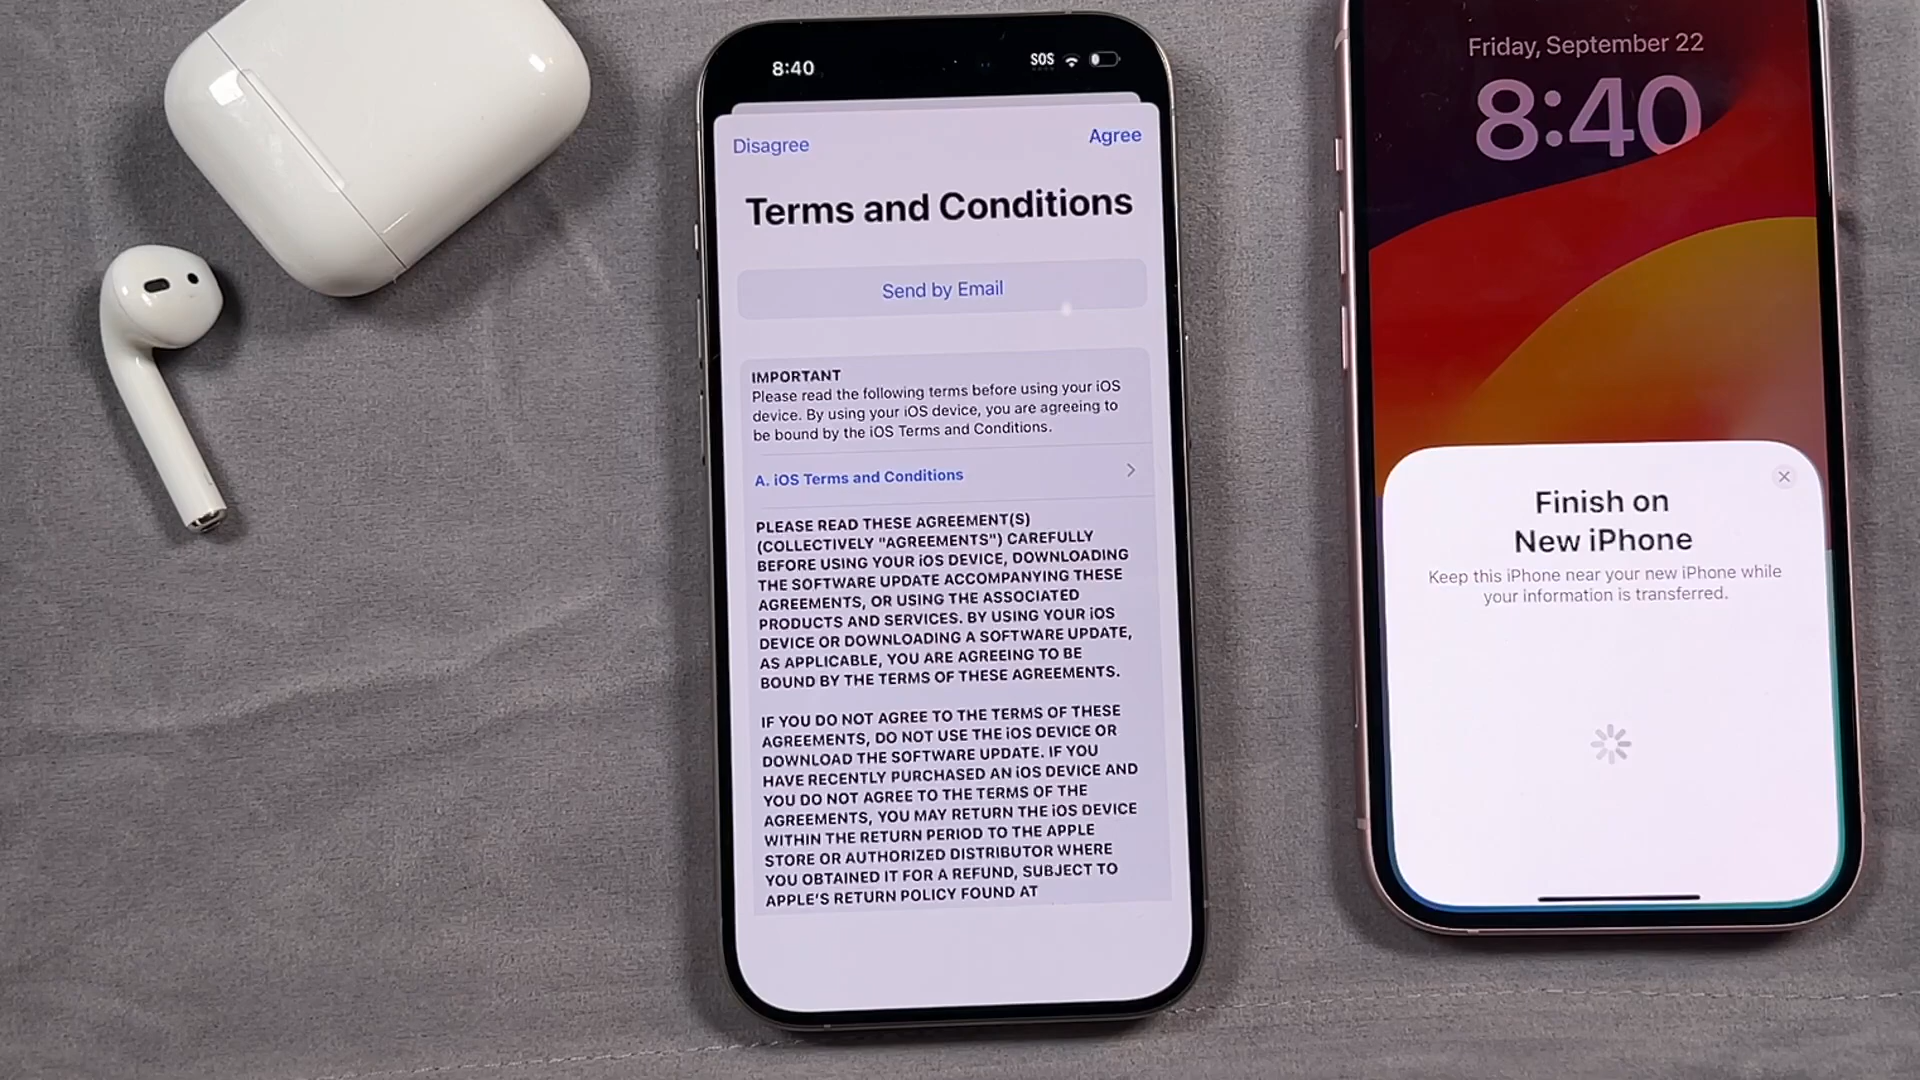 8:40
SOS
Disagree
Agree
Terms and Conditions
Send by Email
IMPORTANT
Please read the following terms before using your iOS
device. By using your iOS device, you are agreeing to
be bound by the iOS Terms and Conditions.
A. iOS Terms and Conditions
PLEASE READ THESE AGREEMENT(S)
(COLLECTIVELY "AGREEMENTS") CAREFULLY
BEFORE USING YOUR iOS DEVICE, DOWNLOADING
THE SOFTWARE UPDATE ACCOMPANYING THESE
AGREEMENTS, OR USING THE ASSOCIATED
PRODUCTS AND SERVICES. BY USING YOUR iOS
DEVICE OR DOWNLOADING A SOFTWARE UPDATE,
AS APPLICABLE, YOU ARE AGREEING TO BE
BOUND BY THE TERMS OF THESE AGREEMENTS.
IF YOU DO NOT AGREE TO THE TERMS OF THESE
AGREEMENTS, DO NOT USE THE iOS DEVICE OR
DOWNLOAD THE SOFTWARE UPDATE. IF YOU
HAVE RECENTLY PURCHASED AN iOS DEVICE AND
YOU DO NOT AGREE TO THE TERMS OF THE
AGREEMENTS, YOU MAY RETURN THE iOS DEVICE
WITHIN THE RETURN PERIOD TO THE APPLE
STORE OR AUTHORIZED DISTRIBUTOR WHERE
YOU OBTAINED IT FOR A REFUND, SUBJECT TO
APPLE'S RETURN POLICY FOUND AT
Friday, September 22
8:40
Finish on
New iPhone
Keep this iPhone near your new iPhone while
your information is transferred.